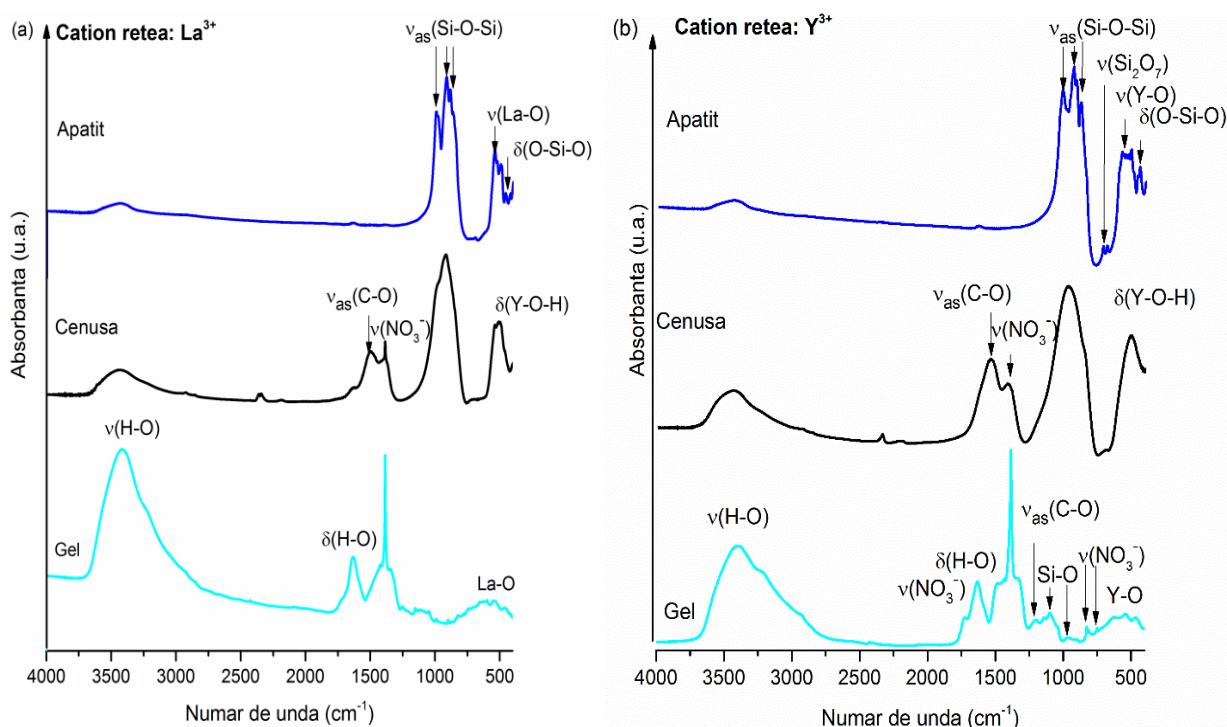 (a)
Cation retea: La³⁺
νas(Si-O-Si)
Apatit
ν(La-O)
δ(O-Si-O)
Cenusa
νas(C-O)
ν(NO₃⁻)
δ(Y-O-H)
ν(H-O)
Gel
δ(H-O)
La-O
Absorbanta (u.a.)
4000 3500 3000 2500 2000 1500 1000 500
Numar de unda (cm⁻¹)
(b)
Cation retea: Y³⁺
νas(Si-O-Si)
ν(Si₂O₇)
ν(Y-O)
δ(O-Si-O)
Apatit
Cenusa
νas(C-O)
ν(NO₃⁻)
δ(Y-O-H)
ν(H-O)
νas(C-O)
δ(H-O)
ν(NO₃⁻)
Si-O
ν(NO₃⁻)
Y-O
Gel
Absorbanta (u.a.)
4000 3500 3000 2500 2000 1500 1000 500
Numar de unda (cm⁻¹)